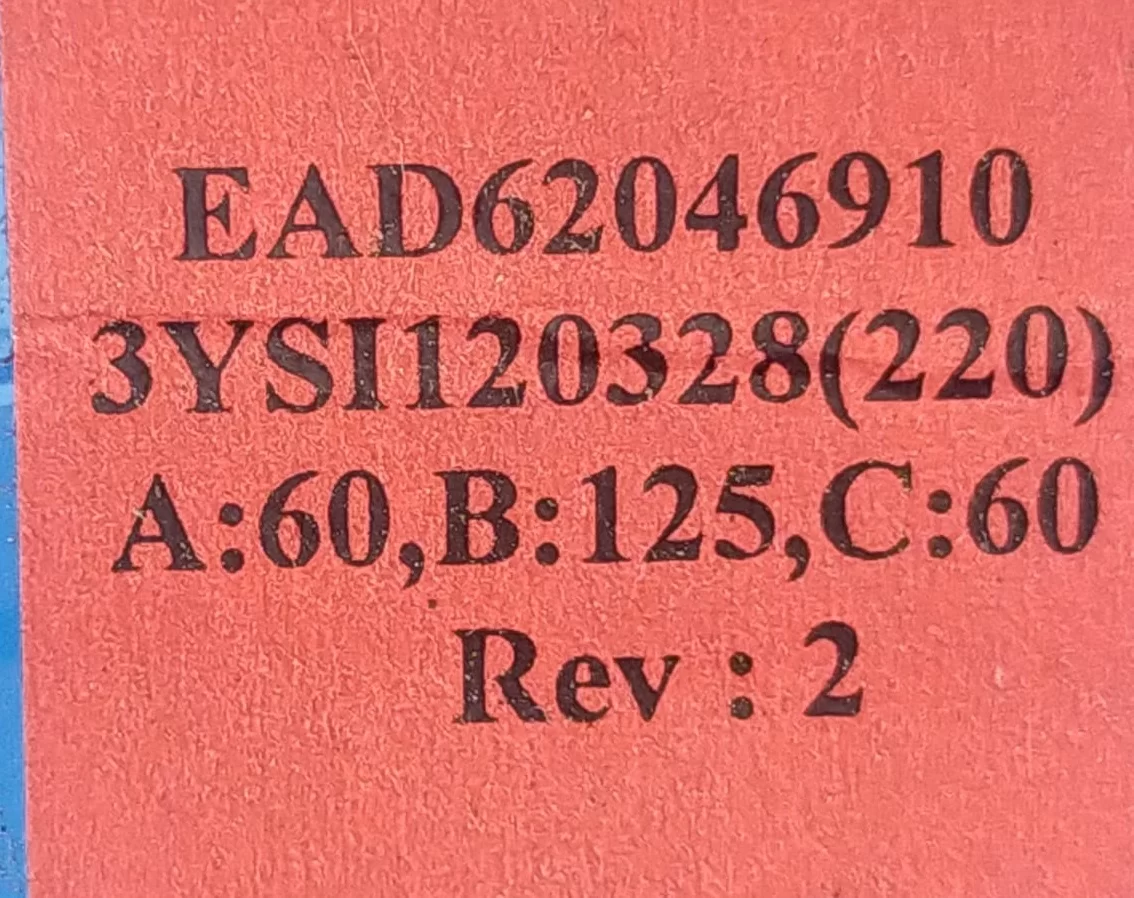 EAD62046910
3YSI120328(220)
A:60,B:125,C:60
Rev : 2